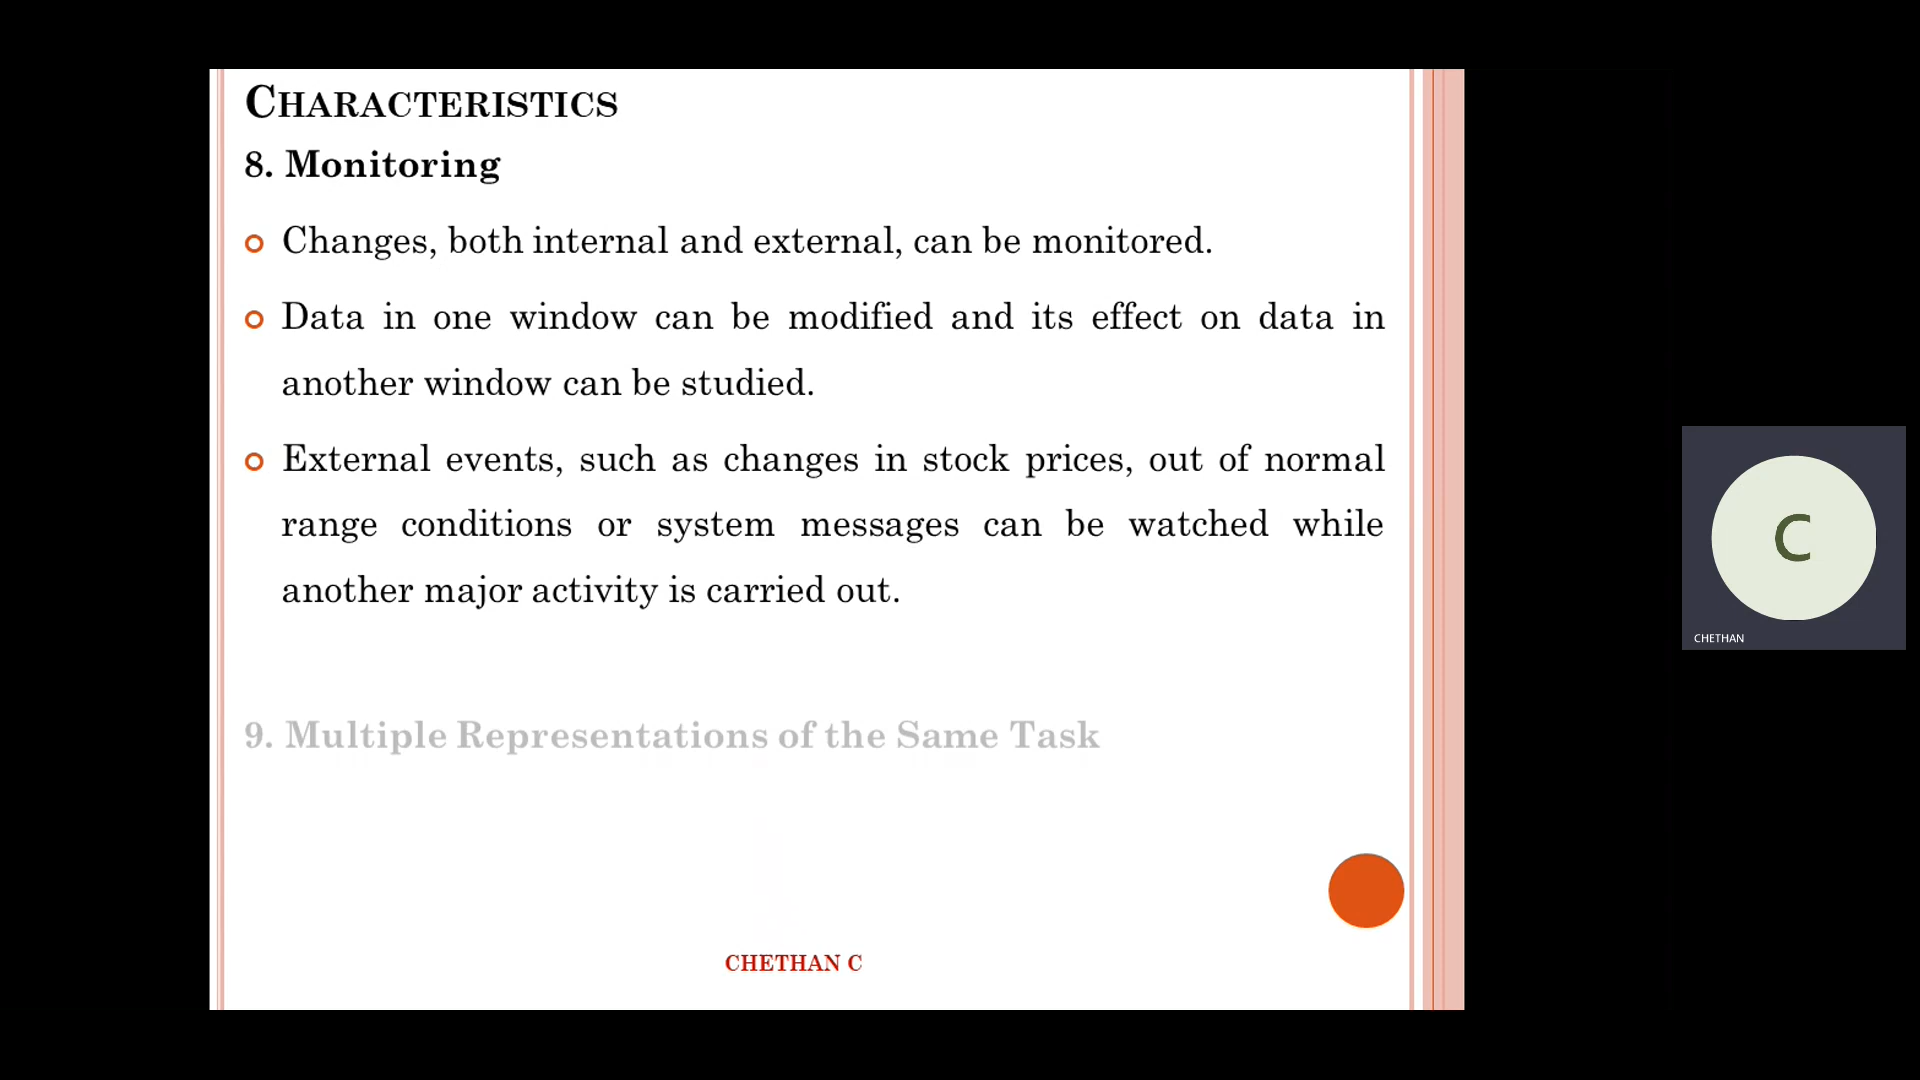 CHARACTERISTICS
8. Monitoring
Changes, both internal and external, can be monitored.
Data in one window can be modified and its effect on data in
another window can be studied.
External events, such as changes in stock prices, out of normal
range conditions or system messages can be watched while
another major activity is carried out.
9. Multiple Representations of the Same Task
CHETHAN C
C
CHETHAN